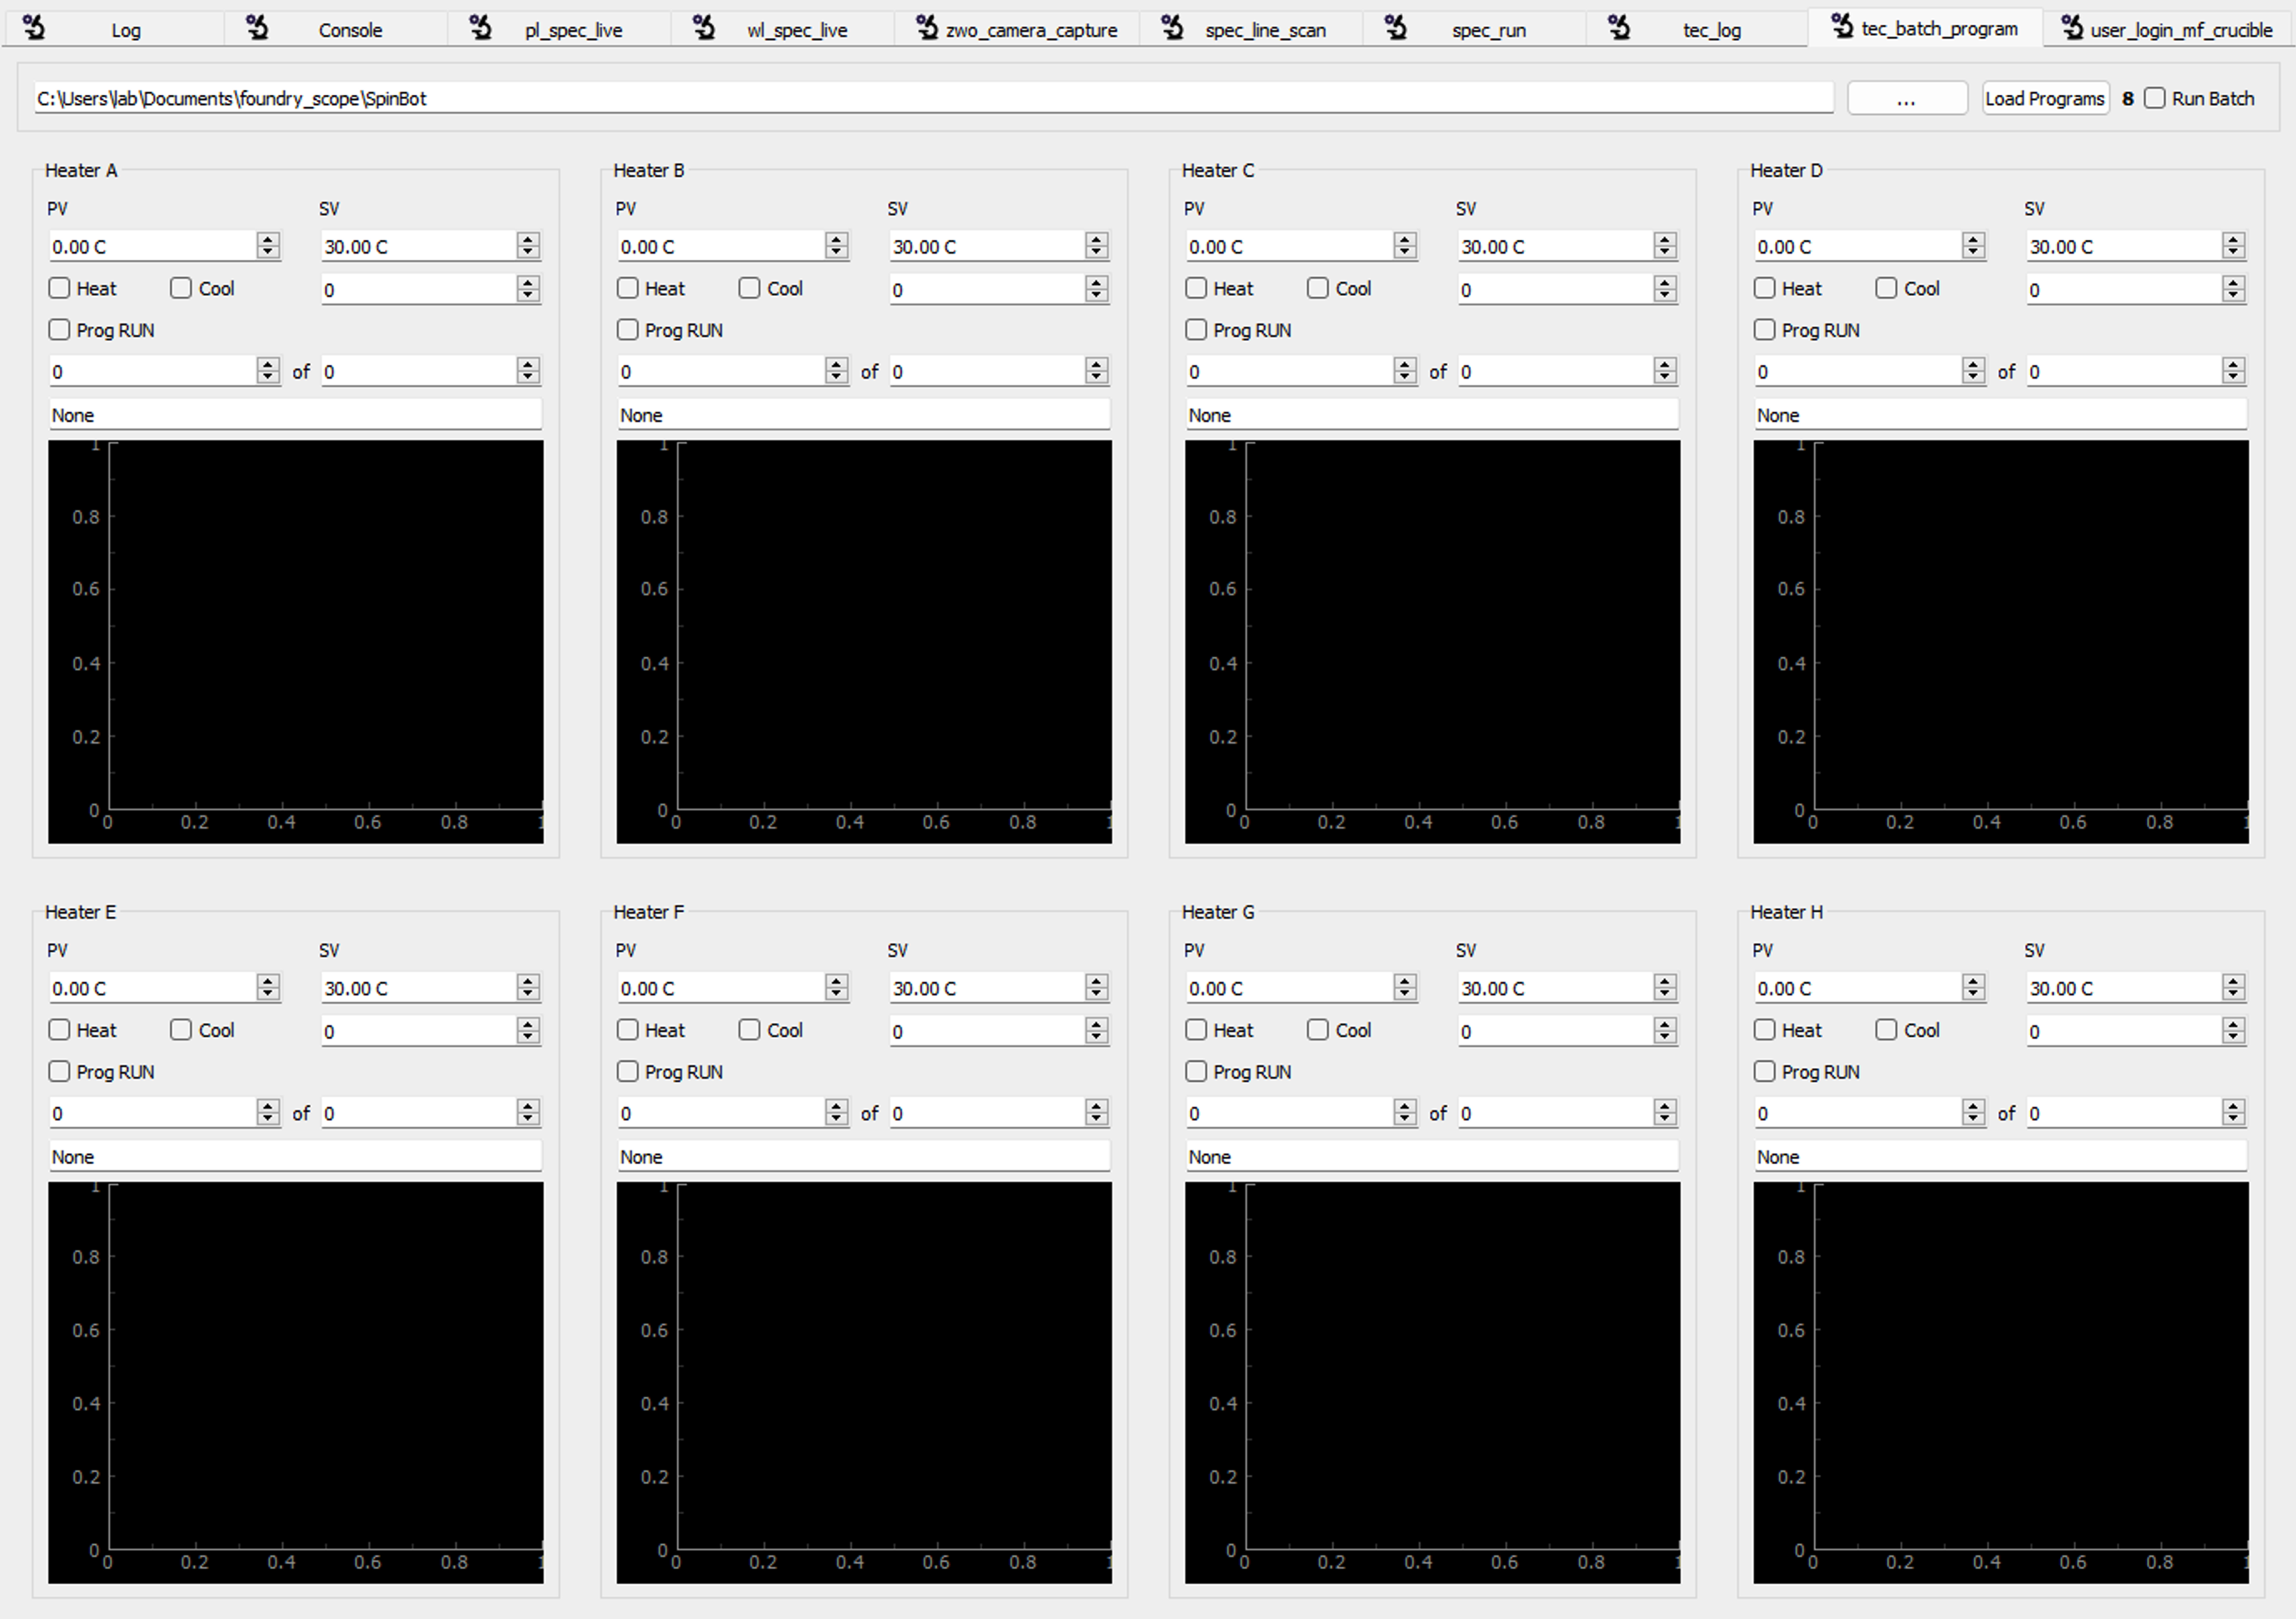 Log Console pl_spec_live wl_spec_live zwo_camera_capture spec_line_scan spec_run tec_log tec_batch_program user_login_mf_crucible
C:\Users\lab\Documents\foundry_scope\SpinBot ... Load Programs 8 Run Batch
Heater A Heater B Heater C Heater D
PV SV PV SV PV SV PV SV
0.00 C 30.00 C 0.00 C 30.00 C 0.00 C 30.00 C 0.00 C 30.00 C
Heat Cool 0 Heat Cool 0 Heat Cool 0 Heat Cool 0
Prog RUN Prog RUN Prog RUN Prog RUN
0 of 0 0 of 0 0 of 0 0 of 0
None None None None
1 1 1 1
0.8 0.8 0.8 0.8
0.6 0.6 0.6 0.6
0.4 0.4 0.4 0.4
0.2 0.2 0.2 0.2
0 0 0 0
0 0.2 0.4 0.6 0.8 1 0 0.2 0.4 0.6 0.8 1 0 0.2 0.4 0.6 0.8 1 0 0.2 0.4 0.6 0.8 1
Heater E Heater F Heater G Heater H
PV SV PV SV PV SV PV SV
0.00 C 30.00 C 0.00 C 30.00 C 0.00 C 30.00 C 0.00 C 30.00 C
Heat Cool 0 Heat Cool 0 Heat Cool 0 Heat Cool 0
Prog RUN Prog RUN Prog RUN Prog RUN
0 of 0 0 of 0 0 of 0 0 of 0
None None None None
1 1 1 1
0.8 0.8 0.8 0.8
0.6 0.6 0.6 0.6
0.4 0.4 0.4 0.4
0.2 0.2 0.2 0.2
0 0 0 0
0 0.2 0.4 0.6 0.8 1 0 0.2 0.4 0.6 0.8 1 0 0.2 0.4 0.6 0.8 1 0 0.2 0.4 0.6 0.8 1